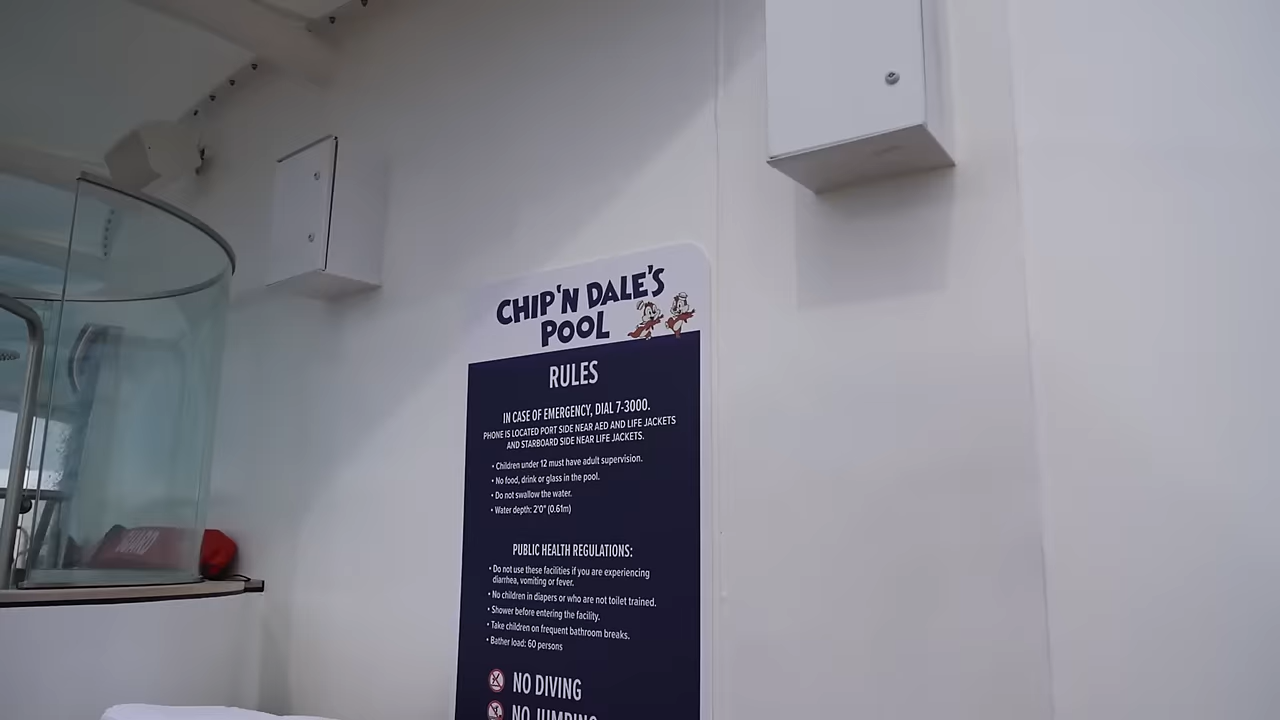 CHIP 'N DALE'S
POOL
RULES
IN CASE OF EMERGENCY, DIAL 7-3000.
PHONE IS LOCATED PORT SIDE NEAR AED AND LIFE JACKETS
AND STARBOARD SIDE NEAR LIFE JACKETS.
• Children under 12 must have adult supervision.
• No food, drink or glass in the pool.
• Do not swallow the water.
• Water depth: 2'0" (0.61m)
PUBLIC HEALTH REGULATIONS:
• Do not use these facilities if you are experiencing
diarrhea, vomiting or fever.
• No children in diapers or who are not toilet trained.
• Shower before entering the facility.
• Take children on frequent bathroom breaks.
• Bather load: 60 persons
NO DIVING
NO JUMPING
GUARD